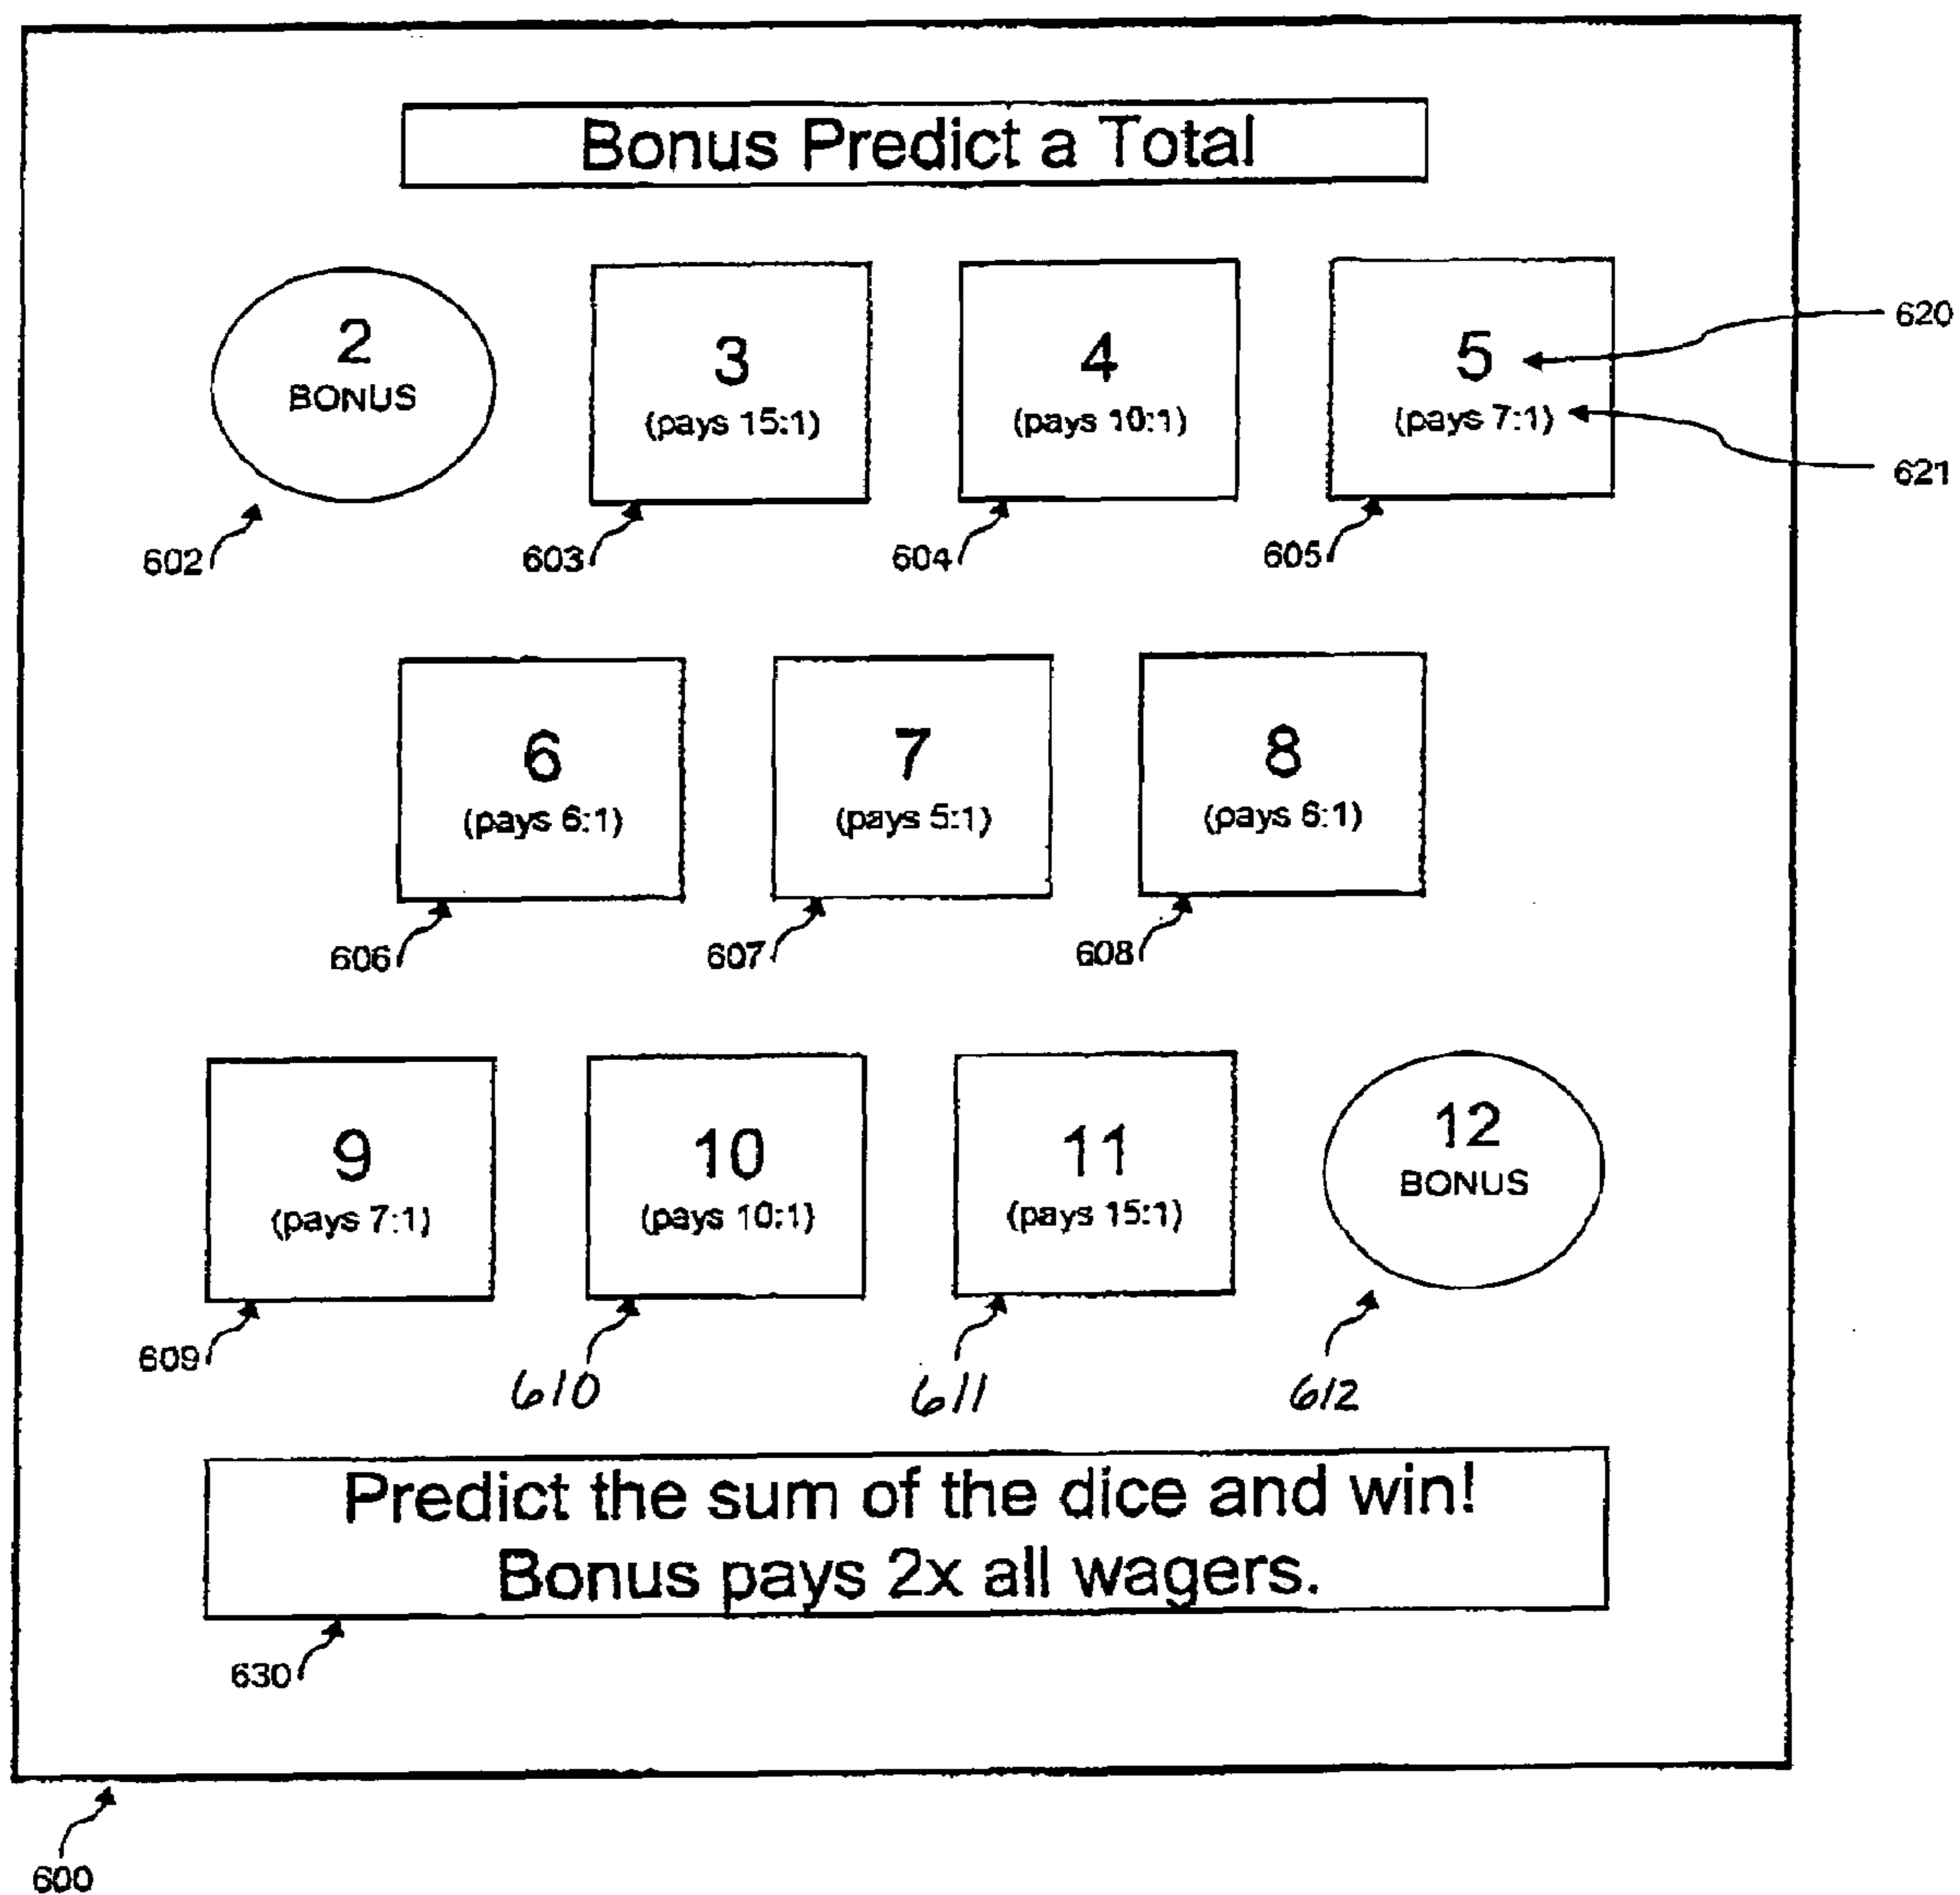 Bonus Predict a Total
2
BONUS
3
(pays 15:1)
4
(pays 10:1)
5
(pays 7:1)
620
621
602
603
604
605
6
(pays 6:1)
7
(pays 5:1)
8
(pays 6:1)
606
607
608
9
(pays 7:1)
10
(pays 10:1)
11
(pays 15:1)
12
BONUS
609
610
611
612
Predict the sum of the dice and win!
Bonus pays 2x all wagers.
630
600